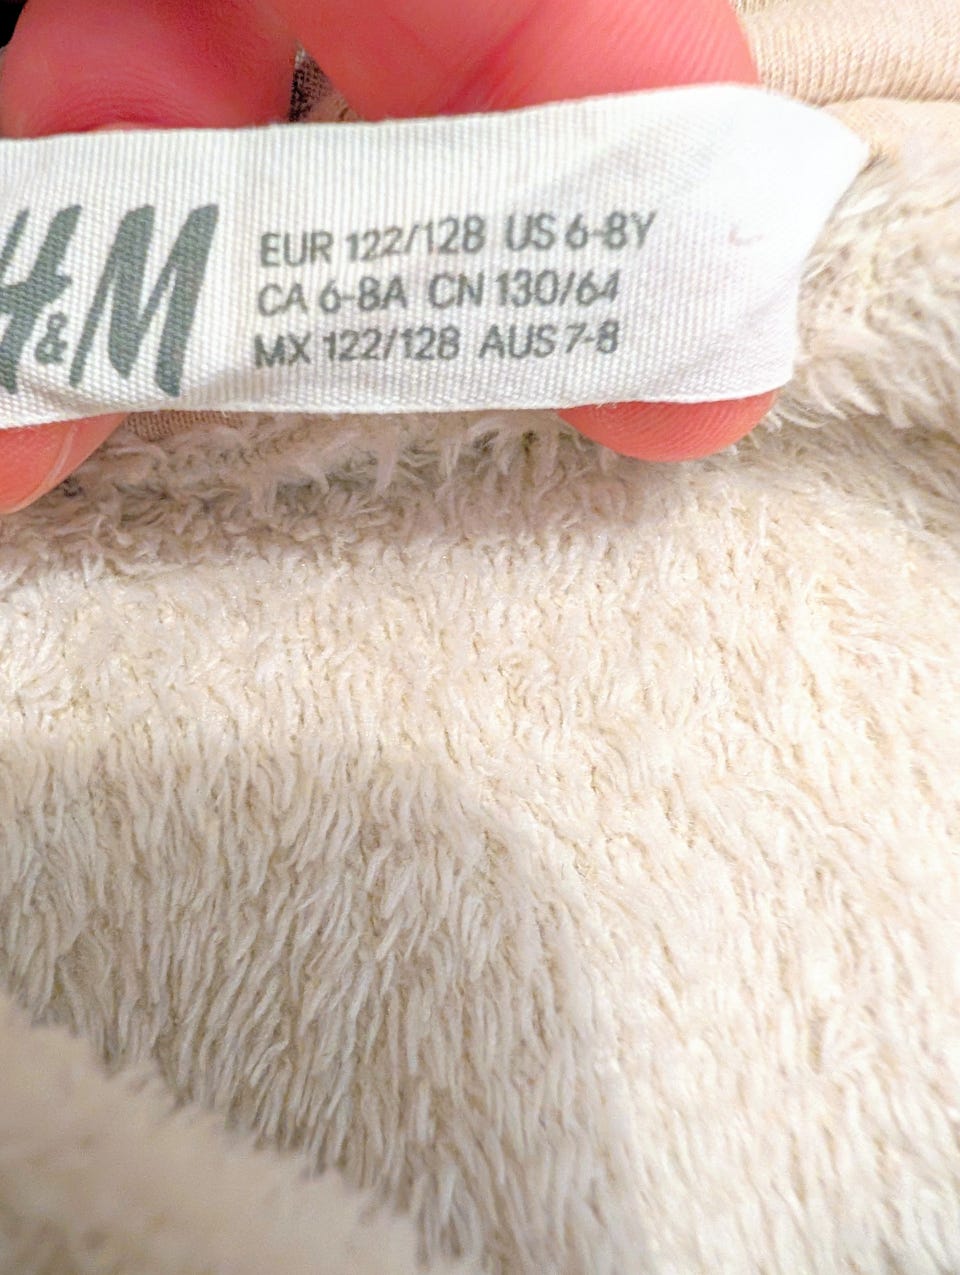 H&M
EUR 122/128 US 6-8Y
CA 6-8A CN 130/64
MX 122/128 AUS 7-8